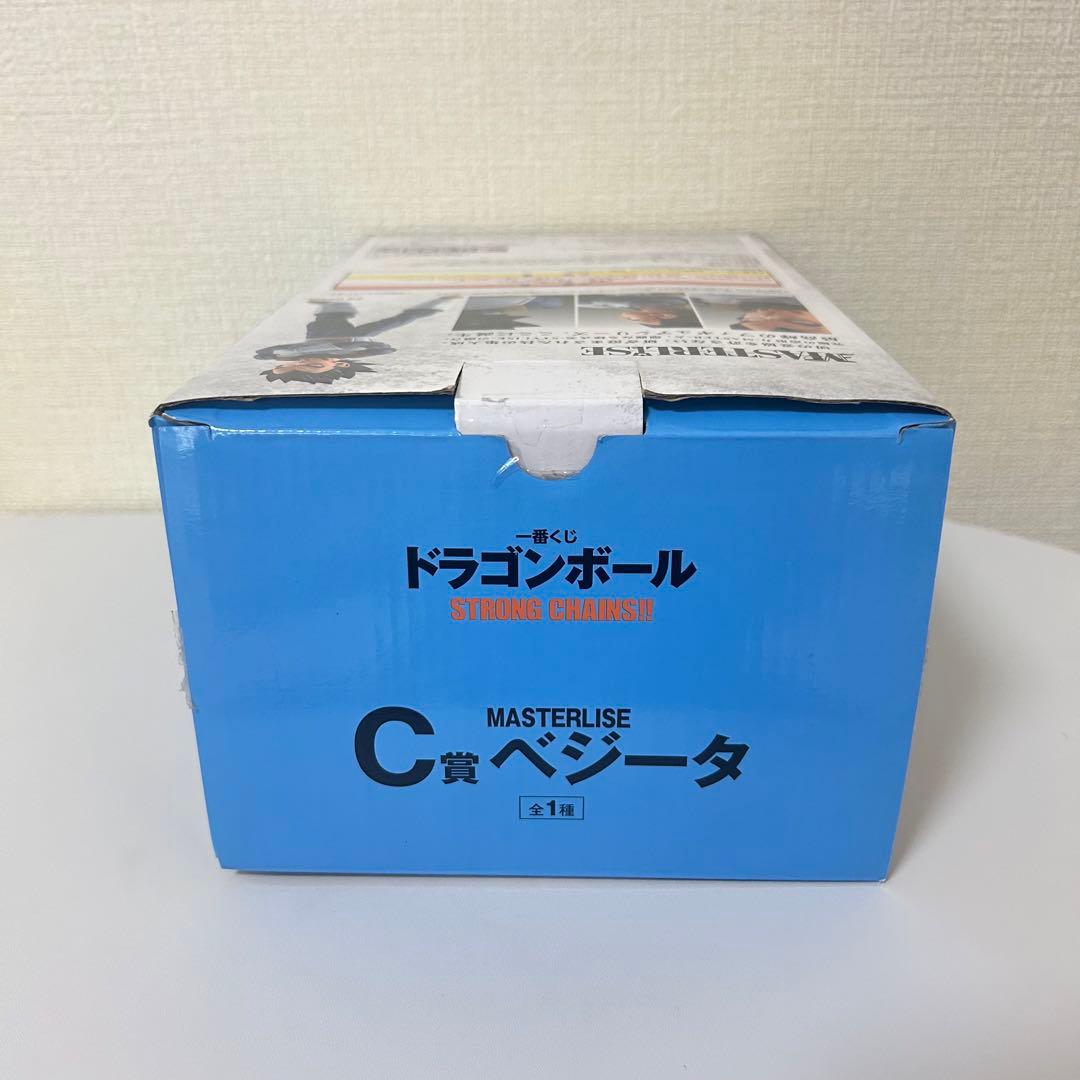 MASTERLISE
一番くじ
ドラゴンボール
STRONG CHAINS!!
MASTERLISE
C賞 ベジータ
全1種